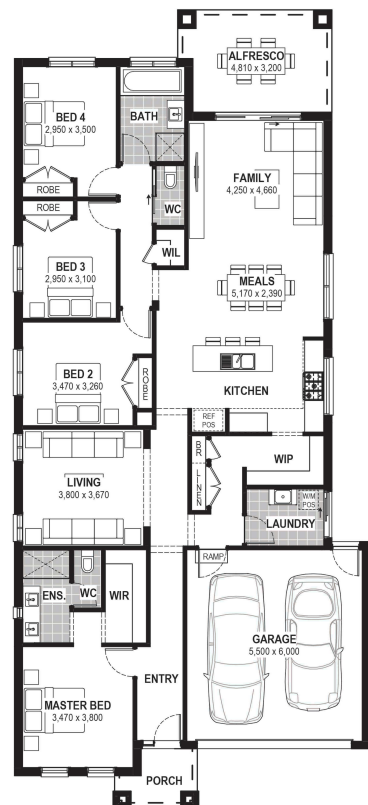 ALFRESCO
4,810 x 3,200
BED 4
2,950 x 3,500
BATH
ROBE
ROBE
WC
FAMILY
4,250 x 4,660
WIL
BED 3
2,950 x 3,100
MEALS
5,170 x 2,390
BED 2
3,470 x 3,260
ROBE
KITCHEN
REF
POS
BR
LINEN
WIP
LIVING
3,800 x 3,670
W/M
POS
LAUNDRY
RAMP
ENS.
WC
WIR
GARAGE
5,500 x 6,000
MASTER BED
3,470 x 3,800
ENTRY
PORCH